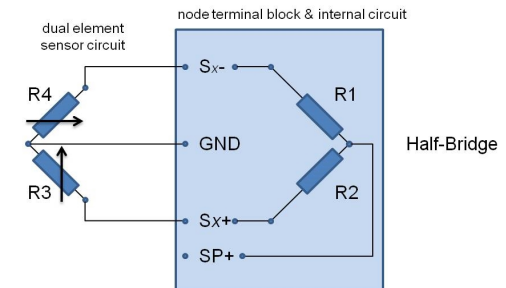 node terminal block & internal circuit
dual element
sensor circuit
Sx-
R4
R1
GND
Half-Bridge
R3
R2
Sx+
SP+